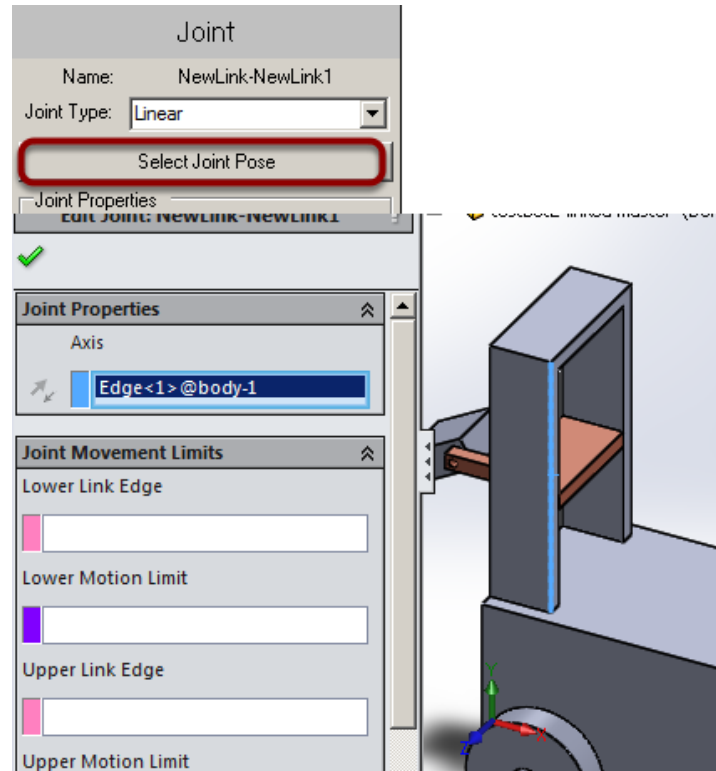 Joint
Name: NewLink-NewLink1
Joint Type: Linear
Select Joint Pose
Joint Properties
Edit Joint: NewLink-NewLink1
Joint Properties
Axis
Edge<1>@body-1
Joint Movement Limits
Lower Link Edge
Lower Motion Limit
Upper Link Edge
Upper Motion Limit
Y
X
Z